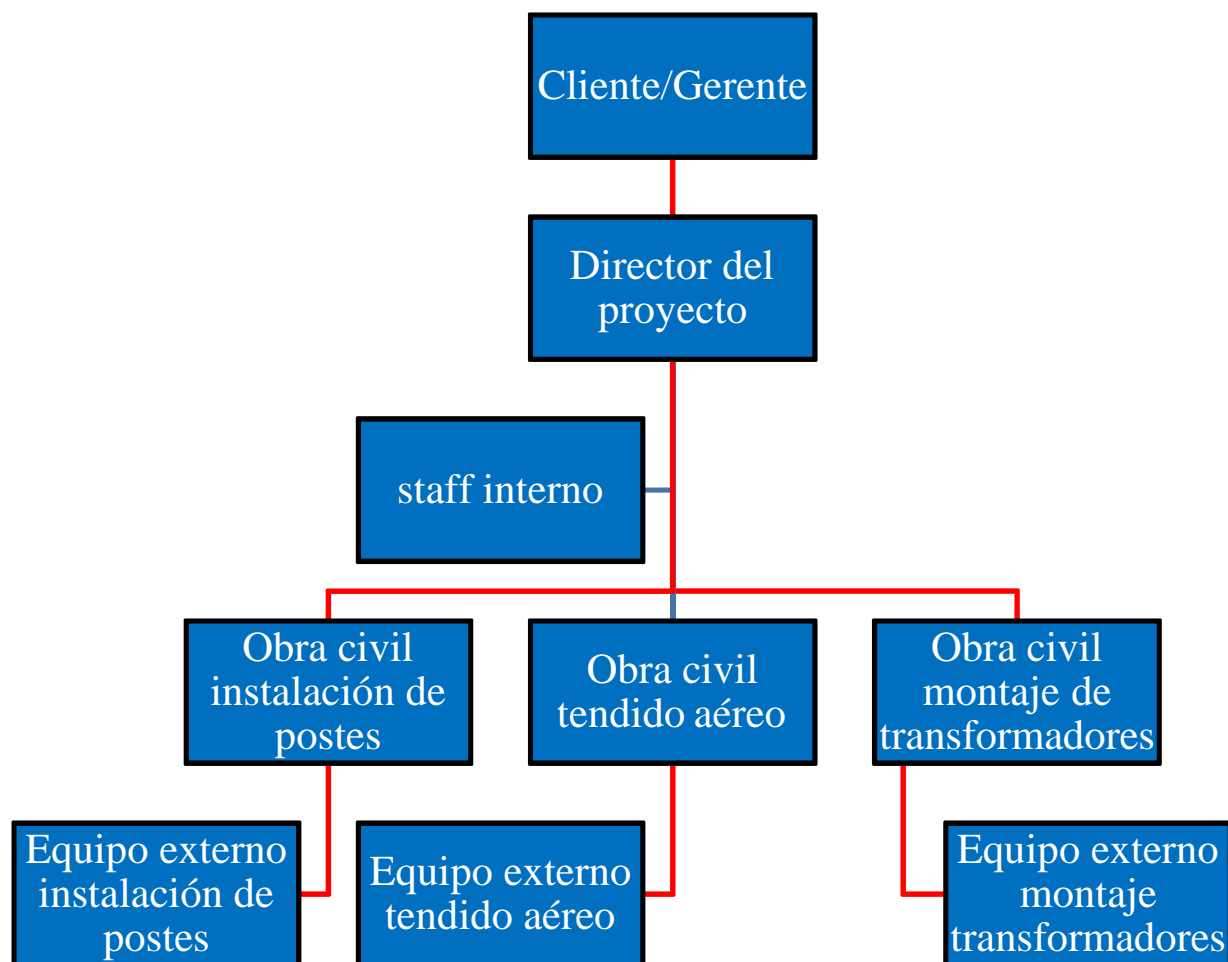 Cliente/Gerente
Director del
proyecto
staff interno
Obra civil
instalación de
postes
Obra civil
tendido aéreo
Obra civil
montaje de
transformadores
Equipo externo
instalación de
postes
Equipo externo
tendido aéreo
Equipo externo
montaje
transformadores